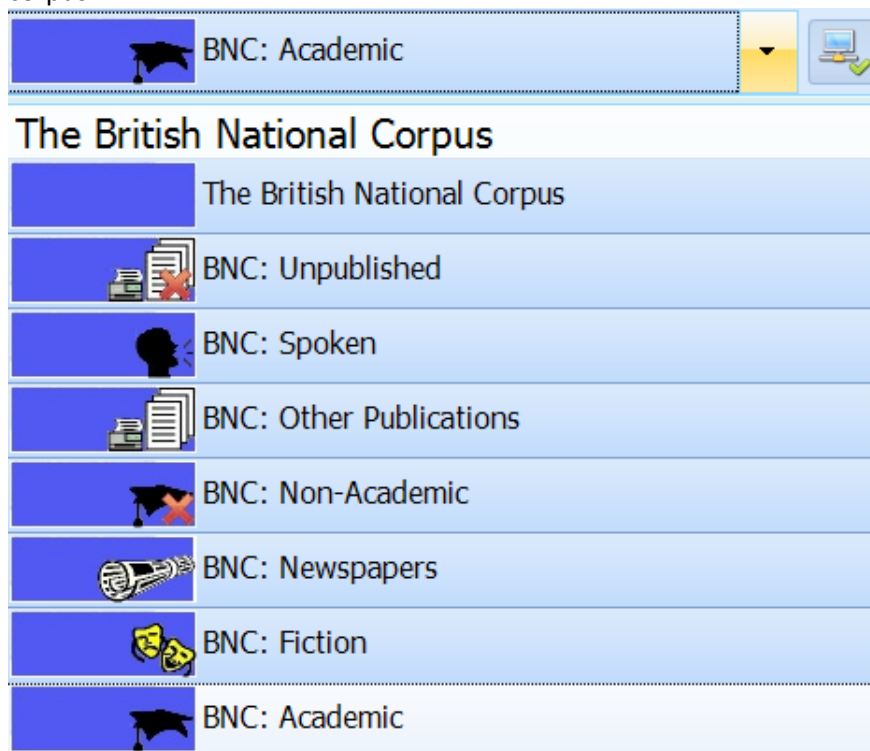 BNC: Academic
The British National Corpus
The British National Corpus
BNC: Unpublished
BNC: Spoken
BNC: Other Publications
BNC: Non-Academic
BNC: Newspapers
BNC: Fiction
BNC: Academic